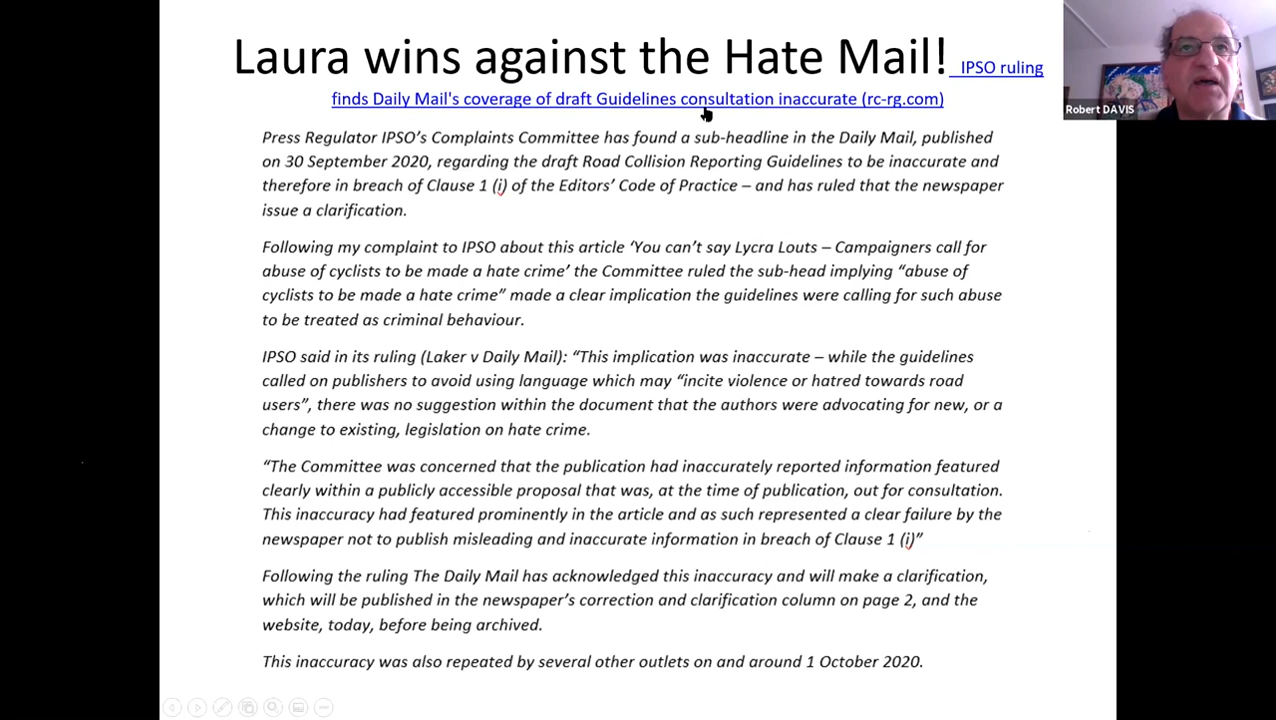 Laura wins against the Hate Mail! IPSO ruling
finds Daily Mail's coverage of draft Guidelines consultation inaccurate (rc-rg.com)
Robert DAVIS
Press Regulator IPSO's Complaints Committee has found a sub-headline in the Daily Mail, published
on 30 September 2020, regarding the draft Road Collision Reporting Guidelines to be inaccurate and
therefore in breach of Clause 1 (i) of the Editors' Code of Practice – and has ruled that the newspaper
issue a clarification.
Following my complaint to IPSO about this article 'You can't say Lycra Louts – Campaigners call for
abuse of cyclists to be made a hate crime' the Committee ruled the sub-head implying "abuse of
cyclists to be made a hate crime" made a clear implication the guidelines were calling for such abuse
to be treated as criminal behaviour.
IPSO said in its ruling (Laker v Daily Mail): "This implication was inaccurate – while the guidelines
called on publishers to avoid using language which may "incite violence or hatred towards road
users", there was no suggestion within the document that the authors were advocating for new, or a
change to existing, legislation on hate crime.
"The Committee was concerned that the publication had inaccurately reported information featured
clearly within a publicly accessible proposal that was, at the time of publication, out for consultation.
This inaccuracy had featured prominently in the article and as such represented a clear failure by the
newspaper not to publish misleading and inaccurate information in breach of Clause 1 (i)"
Following the ruling The Daily Mail has acknowledged this inaccuracy and will make a clarification,
which will be published in the newspaper's correction and clarification column on page 2, and the
website, today, before being archived.
This inaccuracy was also repeated by several other outlets on and around 1 October 2020.